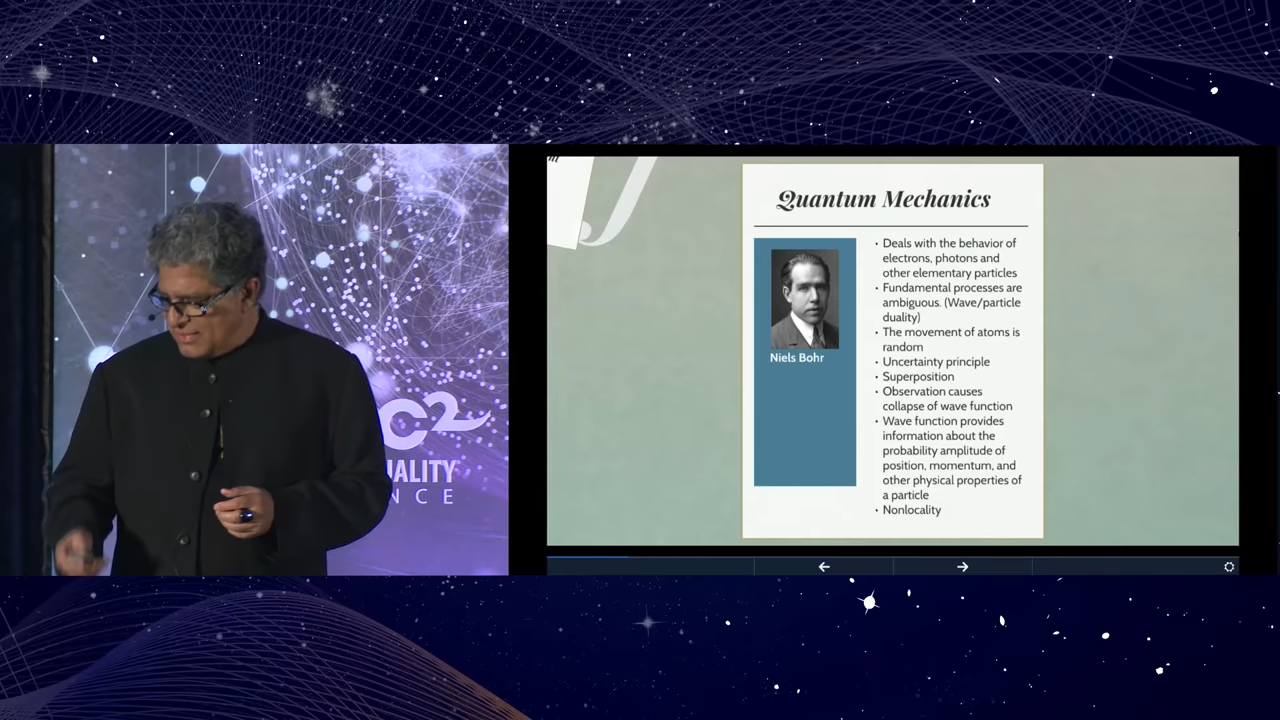 C2
UALITY
NCE
m
Quantum Mechanics
Niels Bohr
• Deals with the behavior of
electrons, photons and
other elementary particles
• Fundamental processes are
ambiguous. (Wave/particle
duality)
• The movement of atoms is
random
• Uncertainty principle
• Superposition
• Observation causes
collapse of wave function
• Wave function provides
information about the
probability amplitude of
position, momentum, and
other physical properties of
a particle
• Nonlocality